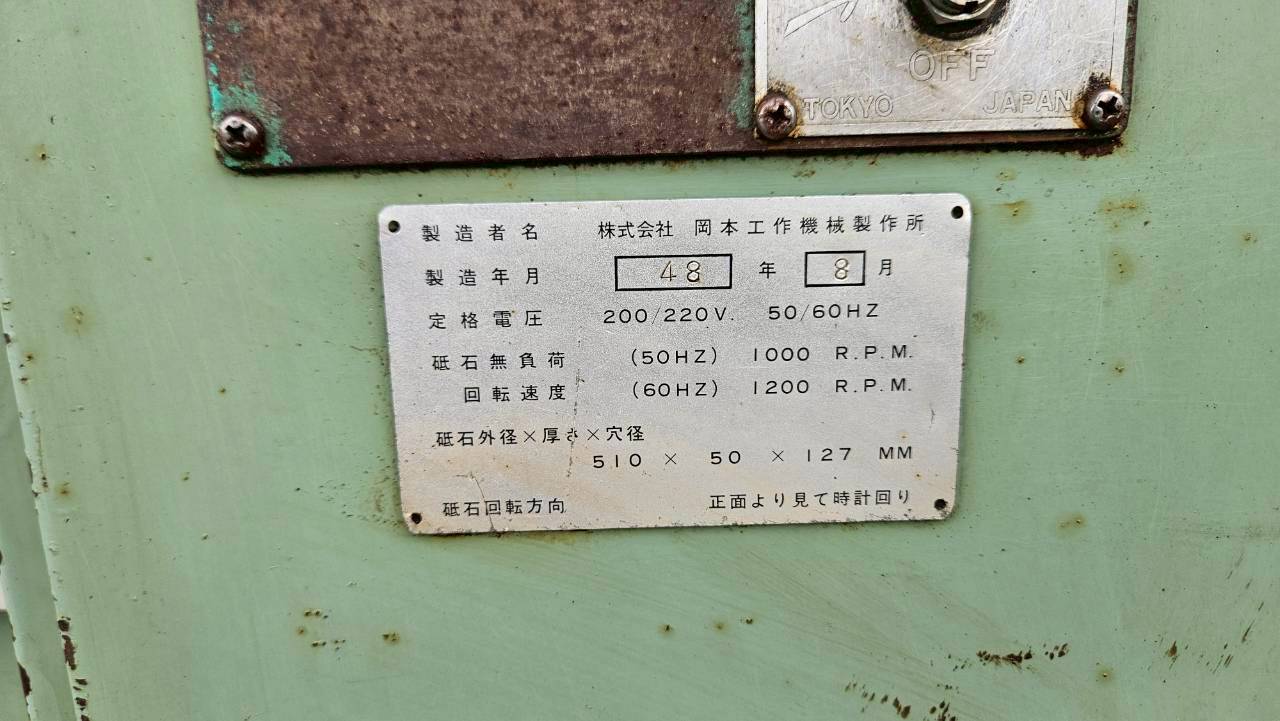 OFF
TOKYO JAPAN
製造者名 株式会社 岡本工作機械製作所
製造年月 48 年 8 月
定格電圧 200/220V. 50/60HZ
砥石無負荷 (50HZ) 1000 R.P.M.
回転速度 (60HZ) 1200 R.P.M.
砥石外径×厚さ×穴径
510 × 50 × 127 MM
砥石回転方向 正面より見て時計回り